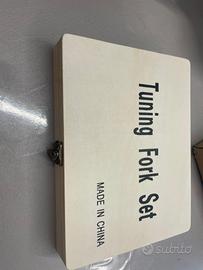 Tuning Fork Set
MADE IN CHINA
subito